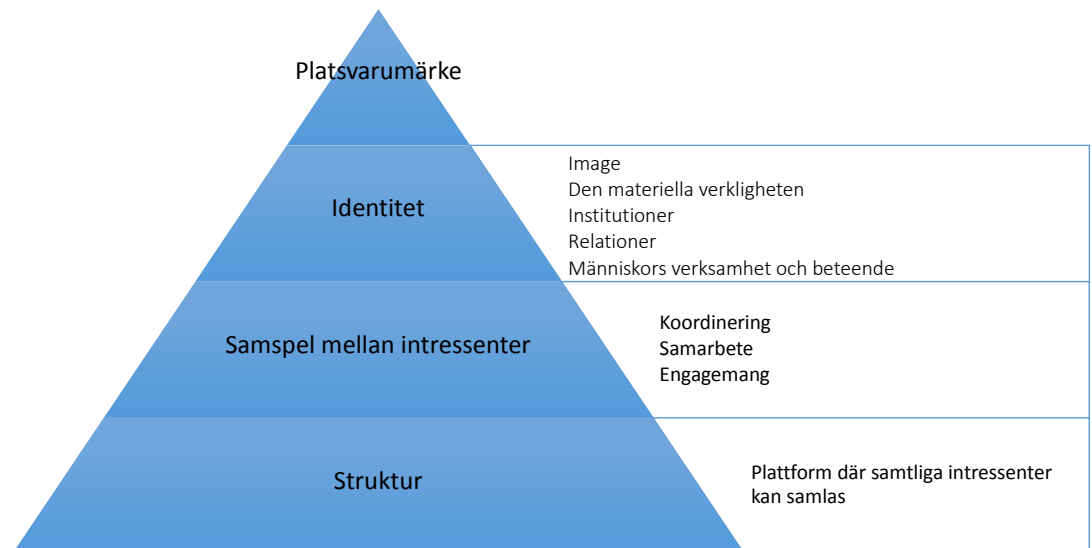 Platsvarumärke
Identitet
Image
Den materiella verkligheten
Institutioner
Relationer
Människors verksamhet och beteende
Samspel mellan intressenter
Koordinering
Samarbete
Engagemang
Struktur
Plattform där samtliga intressenter
kan samlas